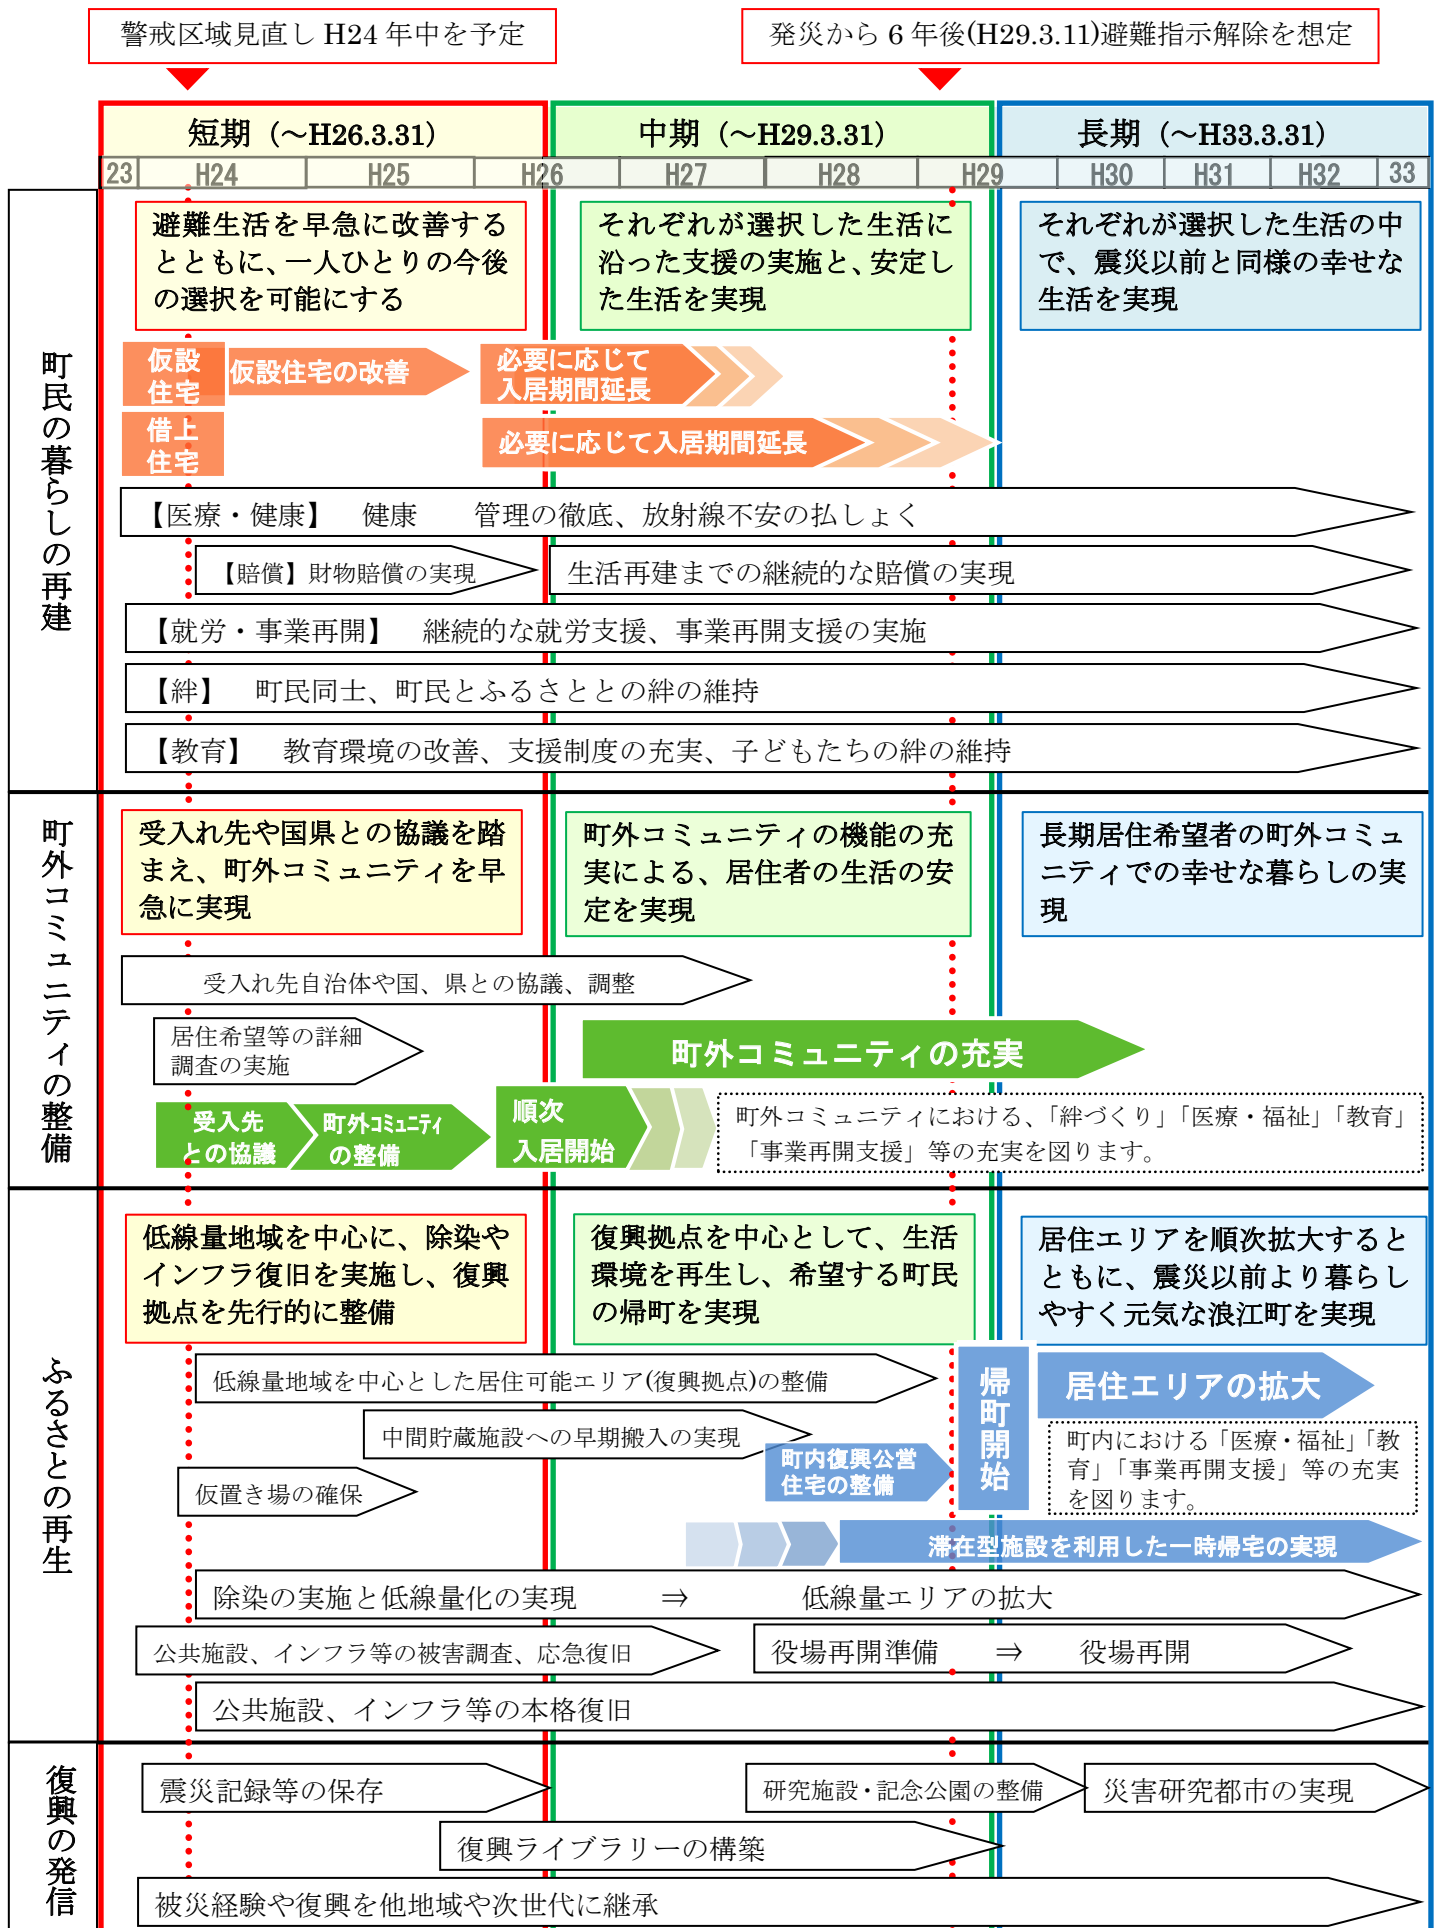 警戒区域見直し H24 年中を予定
発災から 6 年後(H29.3.11)避難指示解除を想定
短期（～H26.3.31）
中期（～H29.3.31）
長期（～H33.3.31）
23 H24 H25 H26 H27 H28 H29 H30 H31 H32 33
町民の暮らしの再建
避難生活を早急に改善する
とともに、一人ひとりの今後
の選択を可能にする
それぞれが選択した生活に
沿った支援の実施と、安定し
た生活を実現
それぞれが選択した生活の中
で、震災以前と同様の幸せな
生活を実現
仮設
住宅
仮設住宅の改善
必要に応じて
入居期間延長
借上
住宅
必要に応じて入居期間延長
【医療・健康】 健康 管理の徹底、放射線不安の払しょく
【賠償】財物賠償の実現
生活再建までの継続的な賠償の実現
【就労・事業再開】 継続的な就労支援、事業再開支援の実施
【絆】 町民同士、町民とふるさととの絆の維持
【教育】 教育環境の改善、支援制度の充実、子どもたちの絆の維持
町外コミュニティの整備
受入れ先や国県との協議を踏
まえ、町外コミュニティを早
急に実現
町外コミュニティの機能の充
実による、居住者の生活の安
定を実現
長期居住希望者の町外コミュ
ニティでの幸せな暮らしの実
現
受入れ先自治体や国、県との協議、調整
居住希望等の詳細
調査の実施
町外コミュニティの充実
受入先
との協議
町外ｺﾐｭﾆﾃｨ
の整備
順次
入居開始
町外コミュニティにおける、「絆づくり」「医療・福祉」「教育」
「事業再開支援」等の充実を図ります。
ふるさとの再生
低線量地域を中心に、除染や
インフラ復旧を実施し、復興
拠点を先行的に整備
復興拠点を中心として、生活
環境を再生し、希望する町民
の帰町を実現
居住エリアを順次拡大すると
ともに、震災以前より暮らし
やすく元気な浪江町を実現
低線量地域を中心とした居住可能エリア(復興拠点)の整備
帰町開始
居住エリアの拡大
中間貯蔵施設への早期搬入の実現
町内復興公営
住宅の整備
町内における「医療・福祉」「教
育」「事業再開支援」等の充実
を図ります。
仮置き場の確保
滞在型施設を利用した一時帰宅の実現
除染の実施と低線量化の実現 ⇒ 低線量エリアの拡大
公共施設、インフラ等の被害調査、応急復旧
役場再開準備 ⇒ 役場再開
公共施設、インフラ等の本格復旧
復興の発信
震災記録等の保存
研究施設・記念公園の整備
災害研究都市の実現
復興ライブラリーの構築
被災経験や復興を他地域や次世代に継承